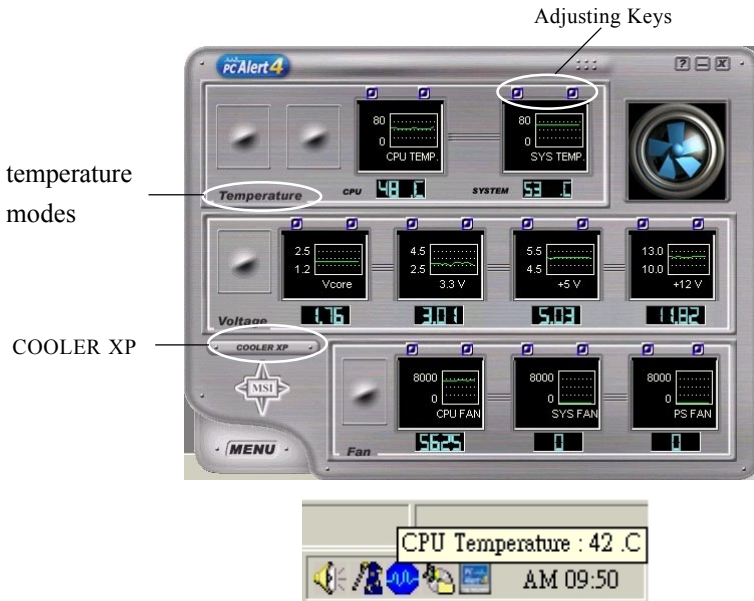 Adjusting Keys
PC Alert 4
? — X
80
0
CPU TEMP.
80
0
SYS TEMP.
temperature
modes
Temperature
CPU 48 .C
SYSTEM 53 .C
2.5
1.2
Vcore
4.5
2.5
3.3 V
5.5
4.5
+5 V
13.0
10.0
+12 V
Voltage
1.76
3.01
5.03
11.82
COOLER XP
COOLER XP
MSI
8000
0
CPU FAN
8000
0
SYS FAN
8000
0
PS FAN
MENU
Fan
5625
0
0
CPU Temperature : 42 .C
AM 09:50